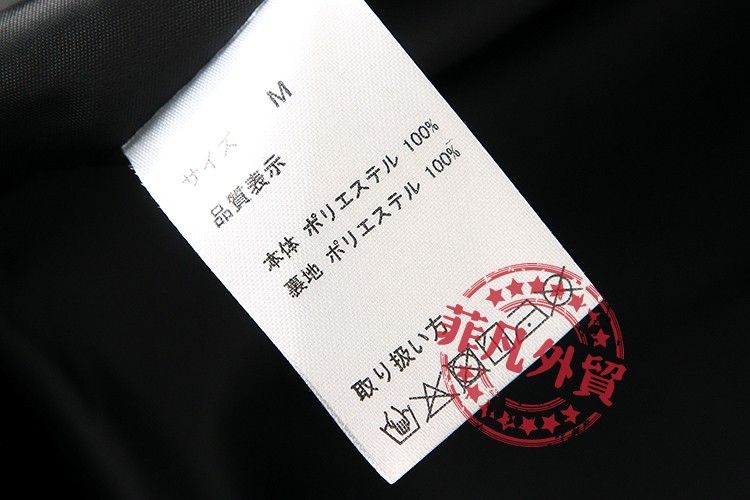 サイズ M
品質表示
本体 ポリエステル 100%
裏地 ポリエステル 100%
取り扱い方
菲凡外貿